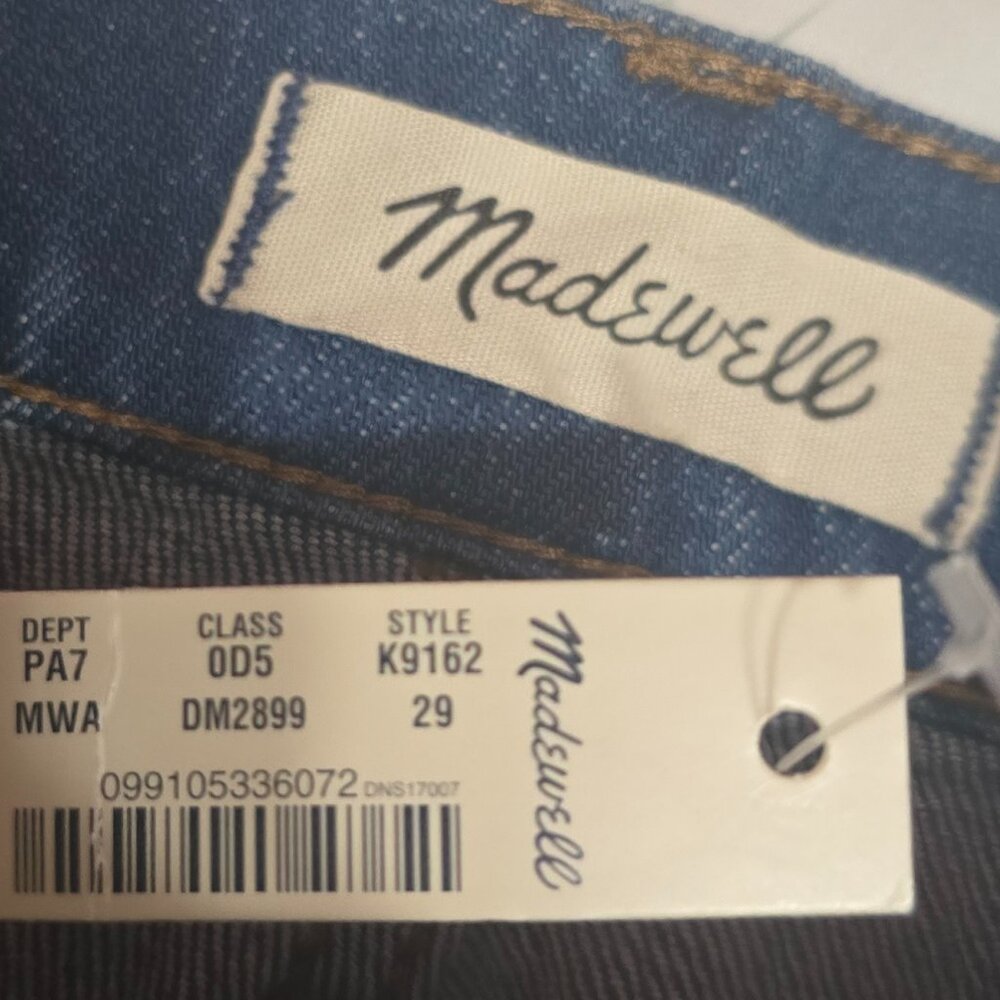 Madewell
DEPT CLASS STYLE
PA7 0D5 K9162
MWA DM2899 29
099105336072 DNS17007
Madewell